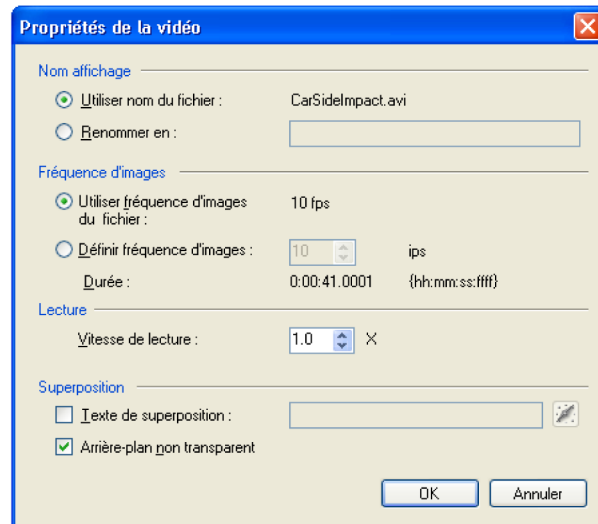 Propriétés de la vidéo
Nom affichage
Utiliser nom du fichier : CarSideImpact.avi
Renommer en :
Fréquence d'images
Utiliser fréquence d'images 10 fps
du fichier :
Définir fréquence d'images : 10 ips
Durée : 0:00:41.0001 {hh:mm:ss:ffff}
Lecture
Vitesse de lecture : 1.0 X
Superposition
Texte de superposition :
Arrière-plan non transparent
OK Annuler